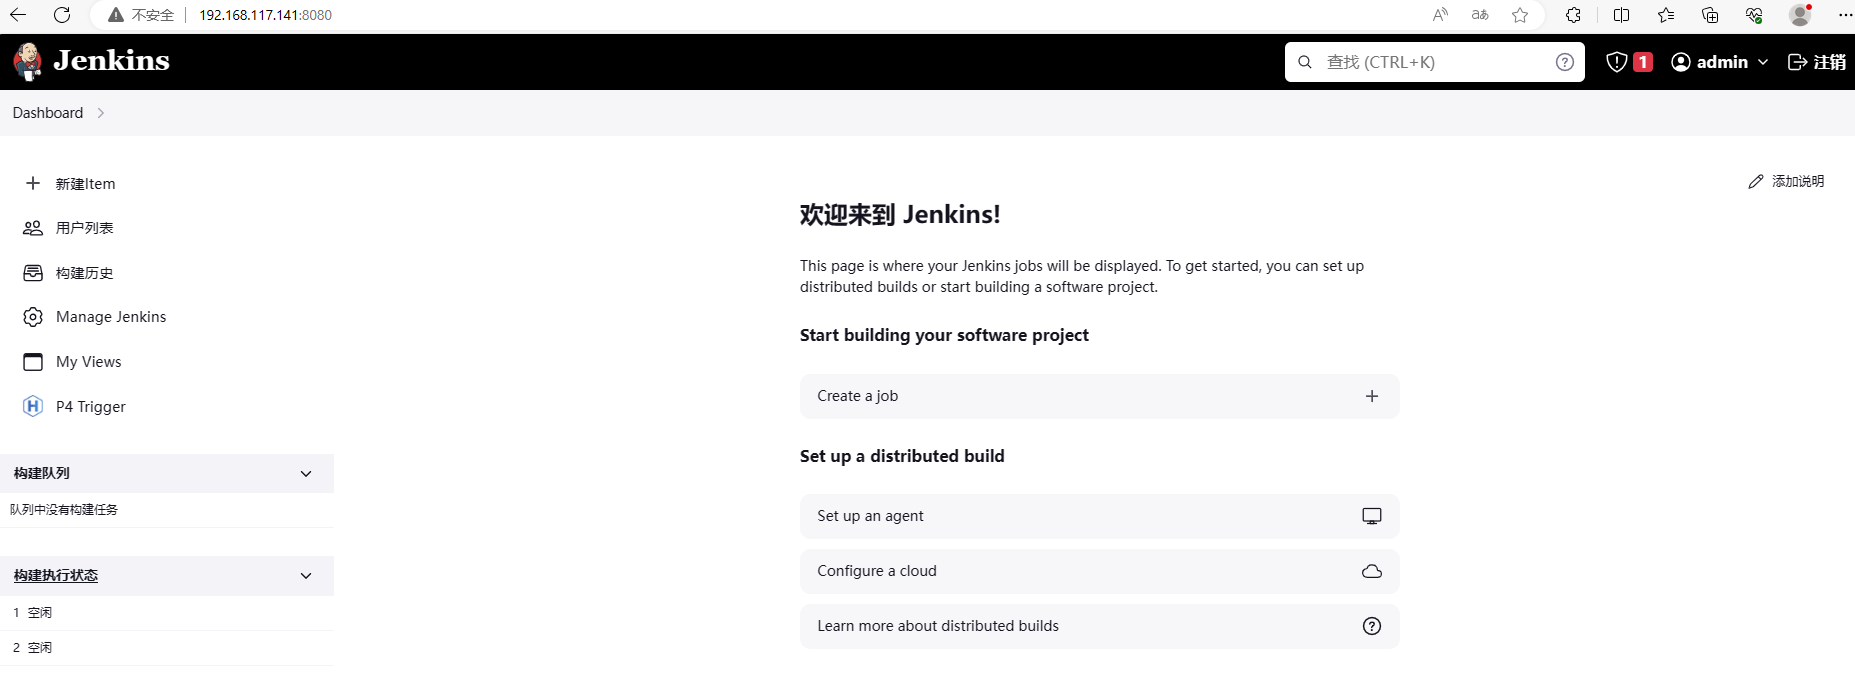 不安全 192.168.117.141:8080
Jenkins
查找 (CTRL+K)
1
admin
注销
Dashboard
新建Item
用户列表
构建历史
Manage Jenkins
My Views
P4 Trigger
构建队列
队列中没有构建任务
构建执行状态
1 空闲
2 空闲
添加说明
欢迎来到 Jenkins!
This page is where your Jenkins jobs will be displayed. To get started, you can set up
distributed builds or start building a software project.
Start building your software project
Create a job
Set up a distributed build
Set up an agent
Configure a cloud
Learn more about distributed builds